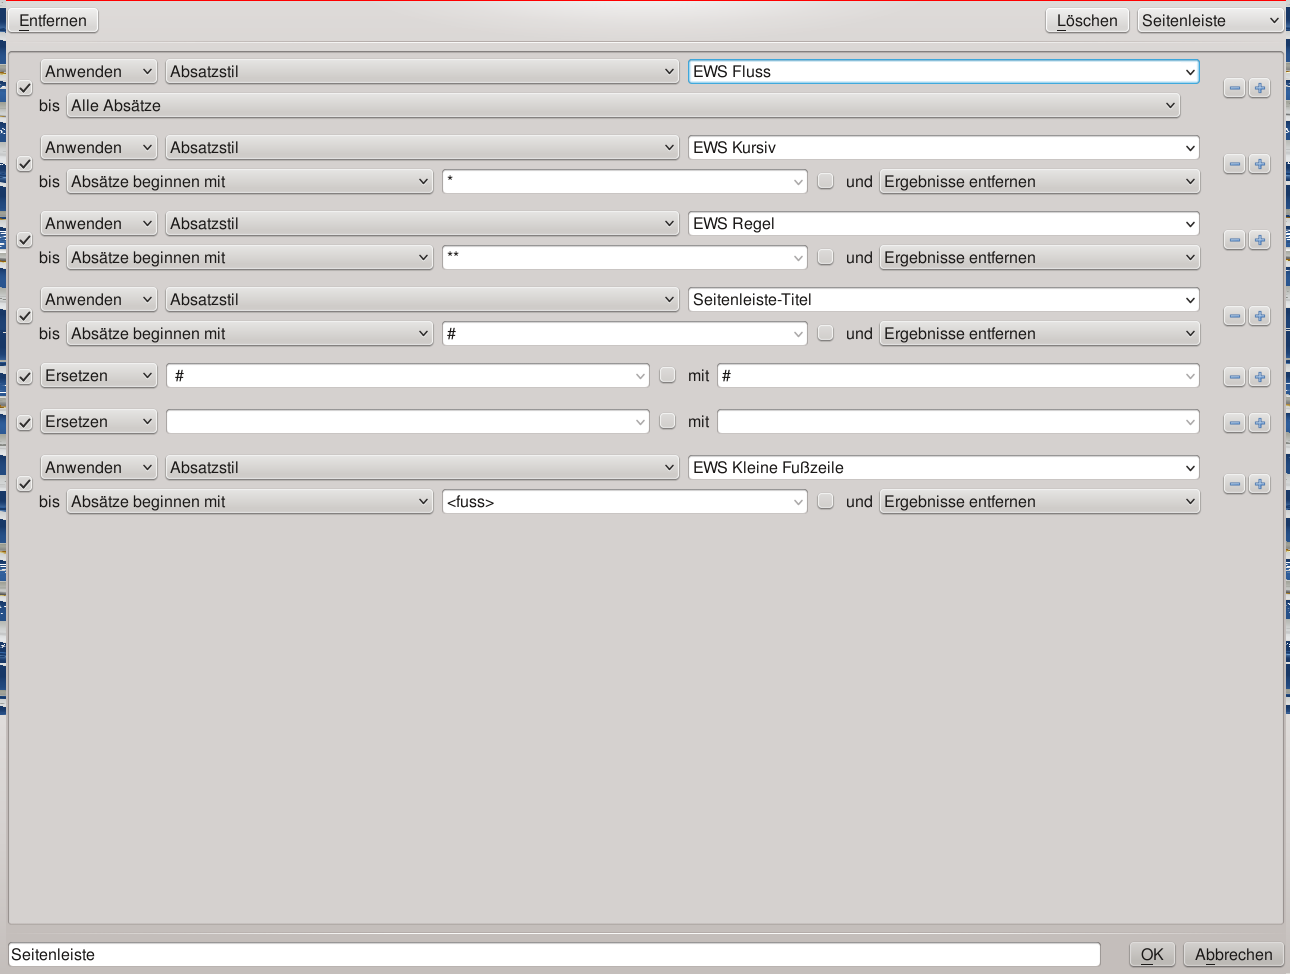 Entfernen Löschen Seitenleiste
Anwenden Absatzstil EWS Fluss
bis Alle Absätze
Anwenden Absatzstil EWS Kursiv
bis Absätze beginnen mit * und Ergebnisse entfernen
Anwenden Absatzstil EWS Regel
bis Absätze beginnen mit ** und Ergebnisse entfernen
Anwenden Absatzstil Seitenleiste-Titel
bis Absätze beginnen mit # und Ergebnisse entfernen
Ersetzen # mit #
Ersetzen mit
Anwenden Absatzstil EWS Kleine Fußzeile
bis Absätze beginnen mit <fuss> und Ergebnisse entfernen
Seitenleiste OK Abbrechen